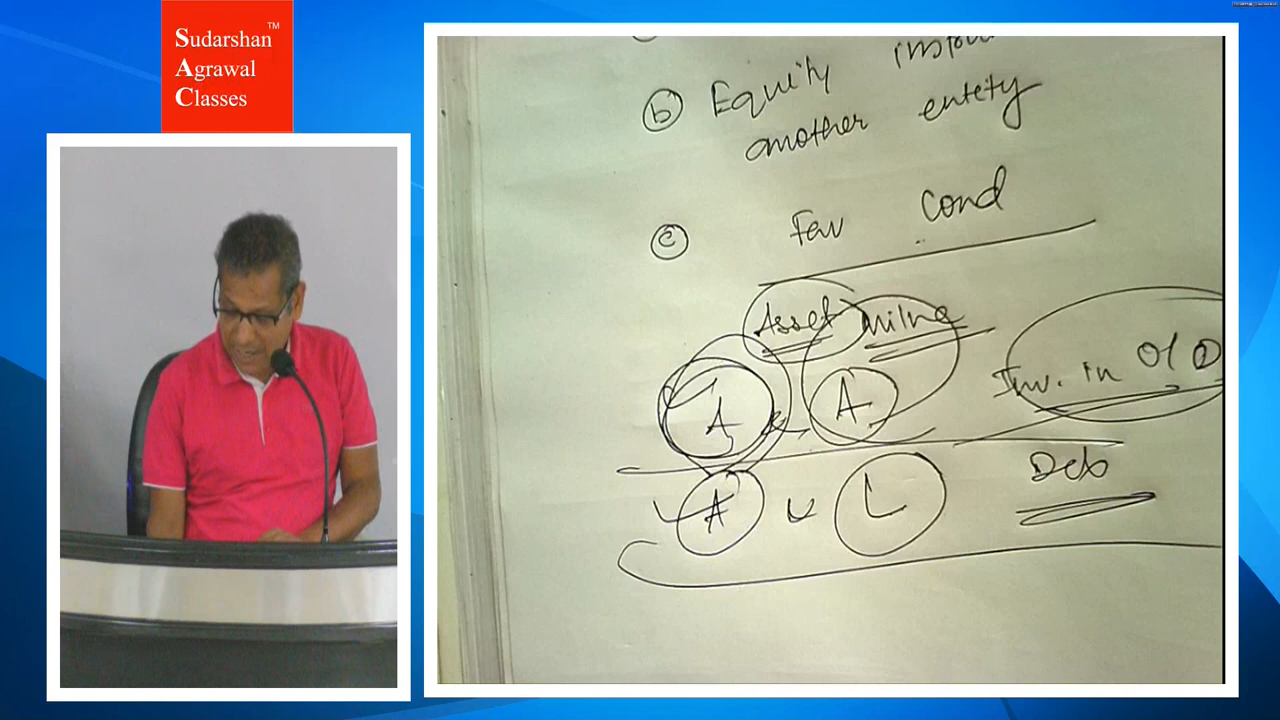 Sudarshan™
Agrawal
Classes
(b) Equity
another entity
(c) Fav Cond
Asset
Inv. in O/
A A
A L Deb